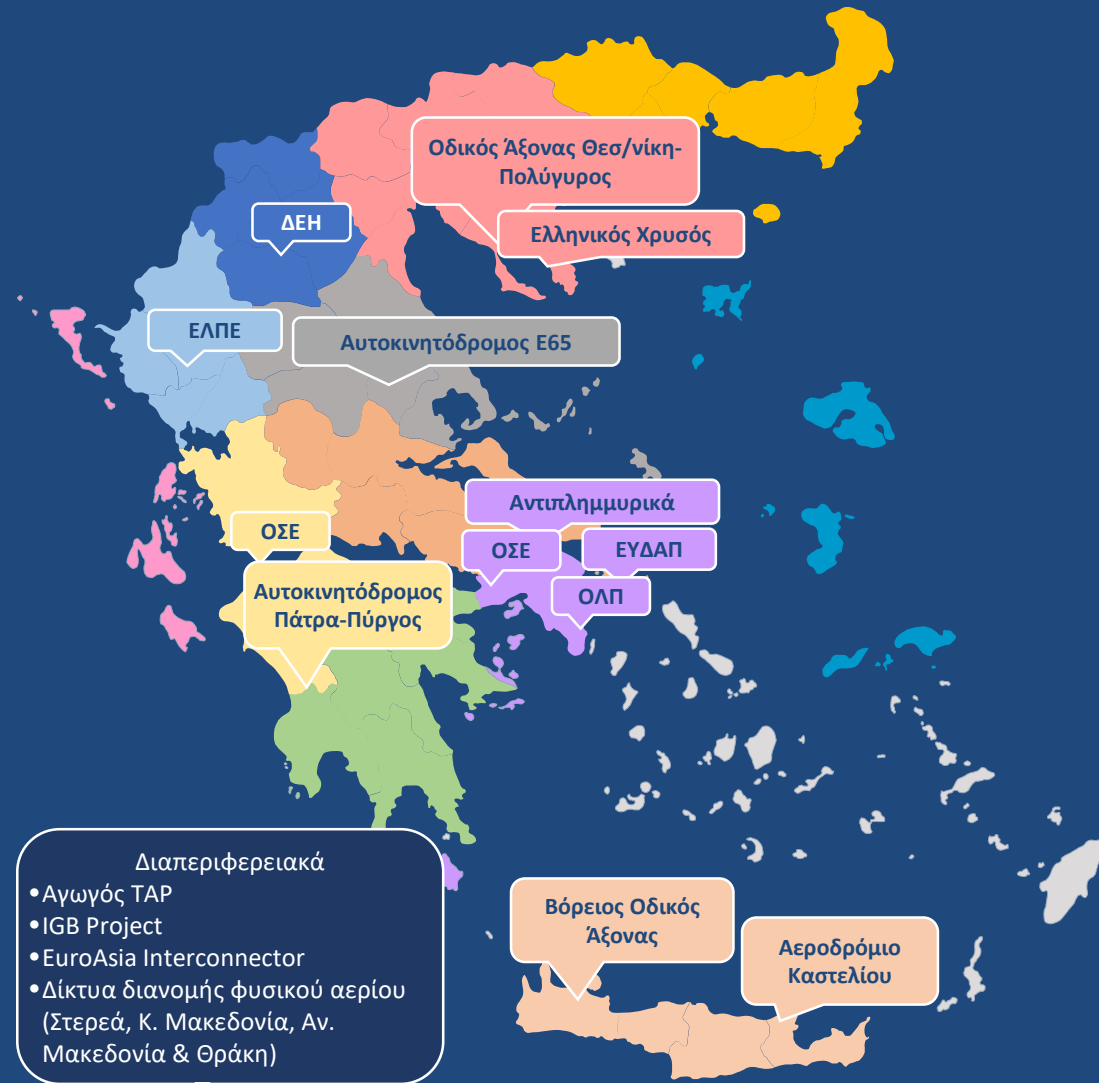 Οδικός Άξονας Θεσ/νίκη-
Πολύγυρος
ΔΕΗ
Ελληνικός Χρυσός
ΕΛΠΕ
Αυτοκινητόδρομος Ε65
Αντιπλημμυρικά
ΟΣΕ
ΟΣΕ
ΕΥΔΑΠ
Αυτοκινητόδρομος
Πάτρα-Πύργος
ΟΛΠ
Διαπεριφερειακά
•Αγωγός TAP
•IGB Project
•EuroAsia Interconnector
•Δίκτυα διανομής φυσικού αερίου
(Στερεά, Κ. Μακεδονία, Αν.
Μακεδονία & Θράκη)
Βόρειος Οδικός
Άξονας
Αεροδρόμιο
Καστελίου